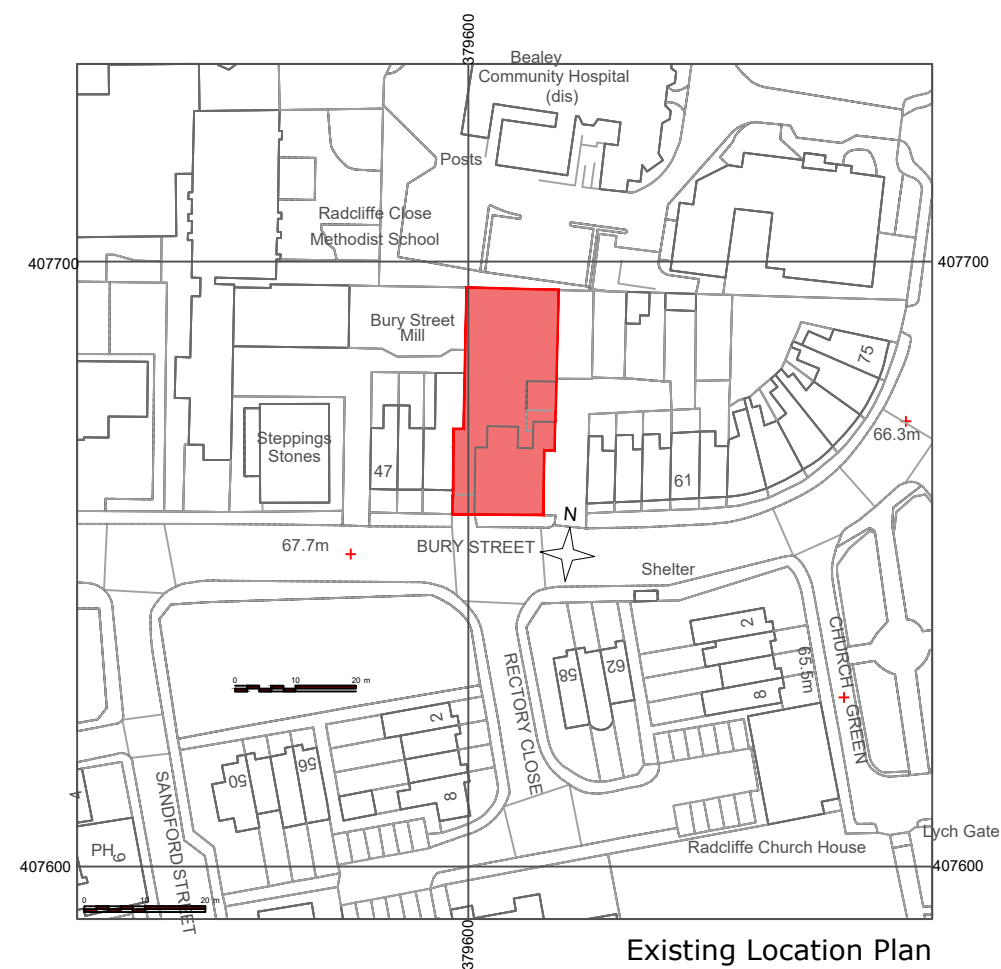 379600
Bealey
Community Hospital
(dis)
Posts
Radcliffe Close
Methodist School
407700
407700
Bury Street
Mill
75
66.3m
Steppings
Stones
47
61
N
67.7m
BURY STREET
Shelter
2
58
62
65.5m
CHURCH GREEN
8
RECTORY CLOSE
0 10 20 m
2
56
50
8
SANDFORD STREET
4
PH
9
Lych Gate
Radcliffe Church House
407600
407600
0 10 20 m
379600
Existing Location Plan